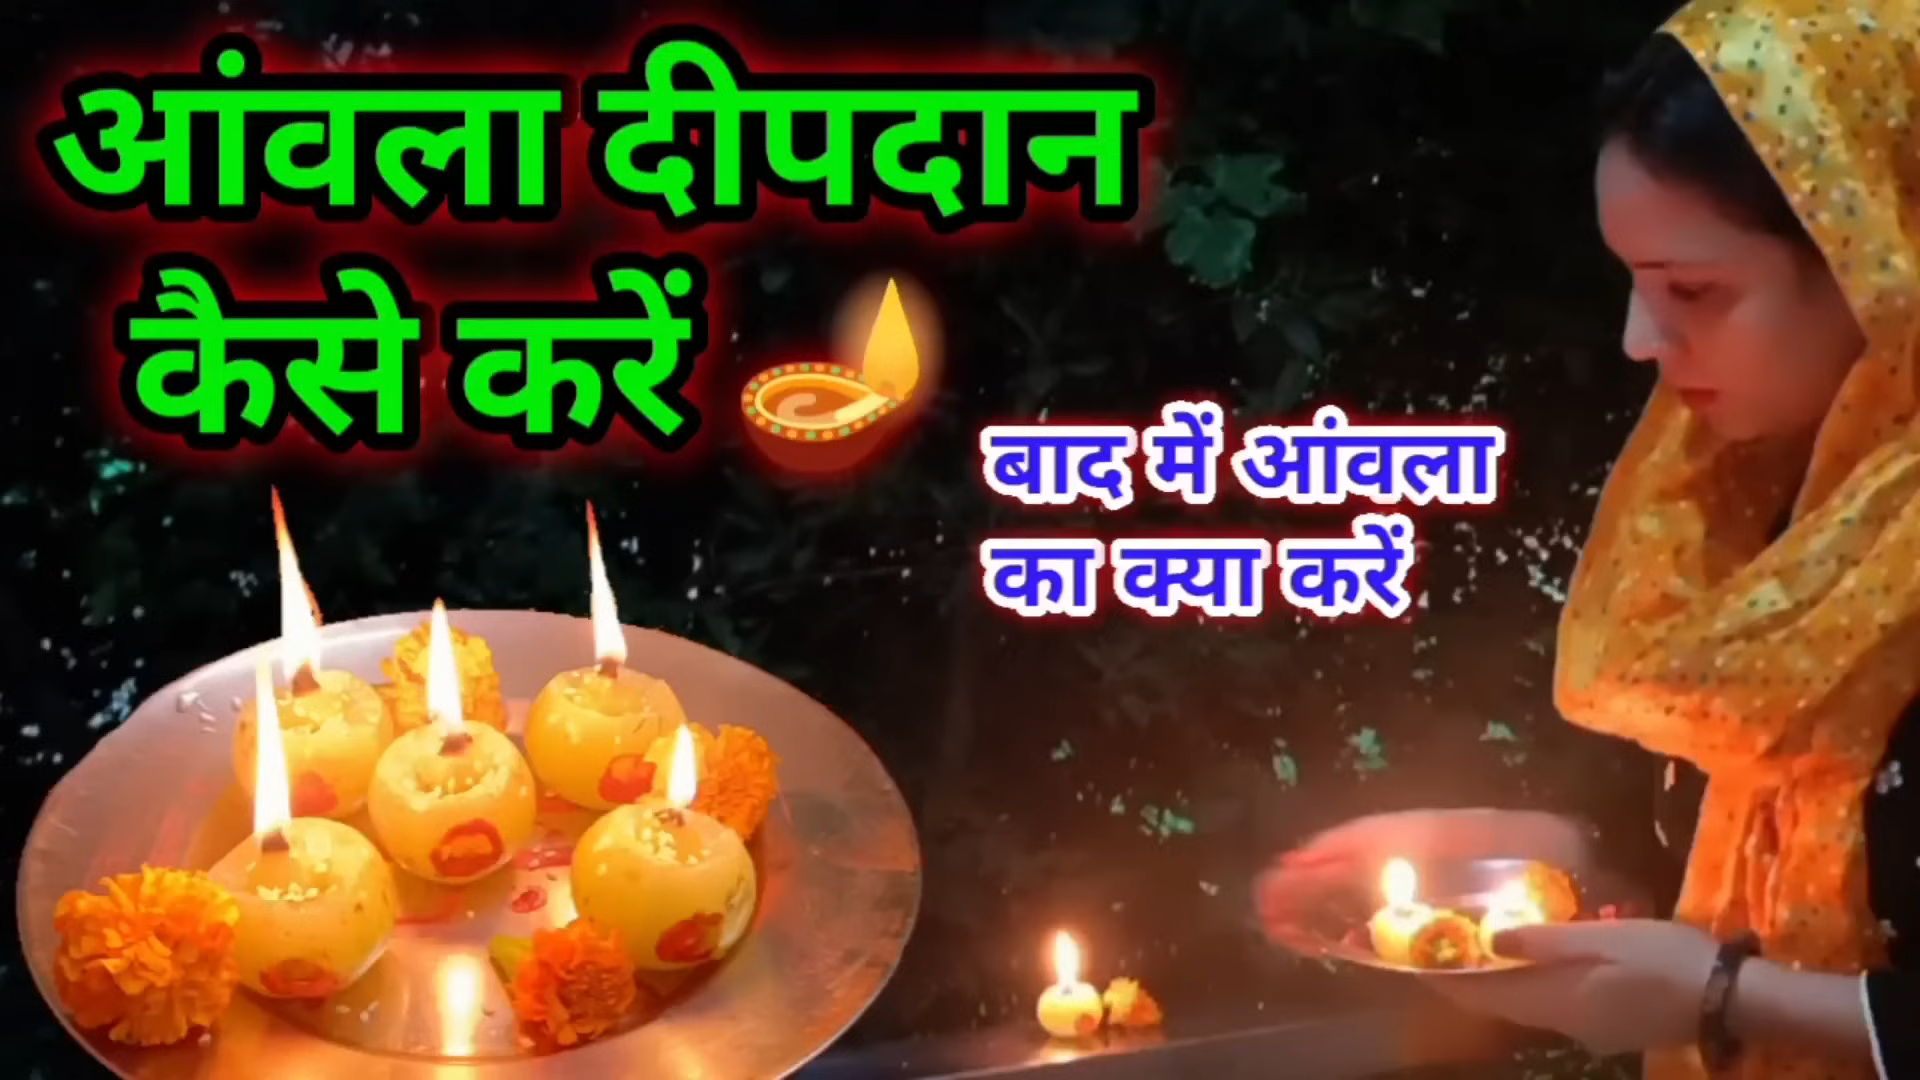 आंवला दीपदान
कैसे करें
बाद में आंवला
का क्या करें